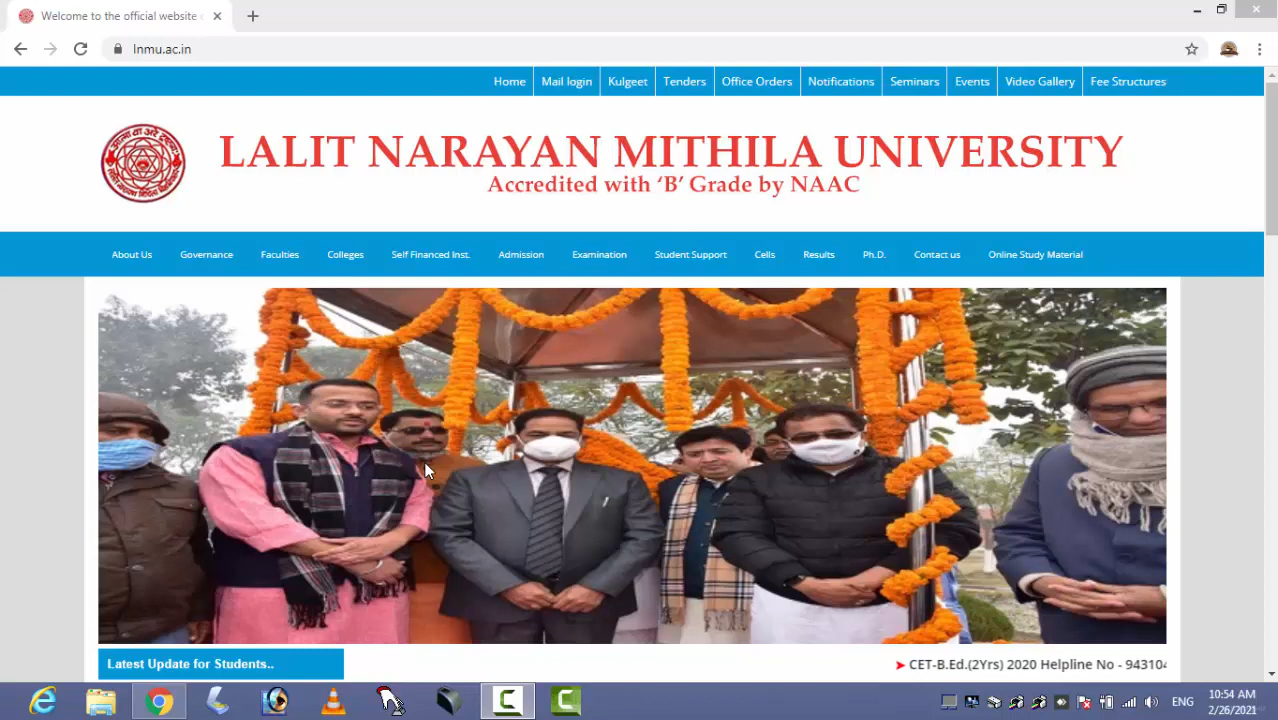 Welcome to the official website
lnmu.ac.in
Home Mail login Kulgeet Tenders Office Orders Notifications Seminars Events Video Gallery Fee Structures
LALIT NARAYAN MITHILA UNIVERSITY
Accredited with 'B' Grade by NAAC
About Us Governance Faculties Colleges Self Financed Inst. Admission Examination Student Support Cells Results Ph.D. Contact us Online Study Material
Latest Update for Students..
CET-B.Ed.(2Yrs) 2020 Helpline No - 94310
ENG
10:54 AM
2/26/2021